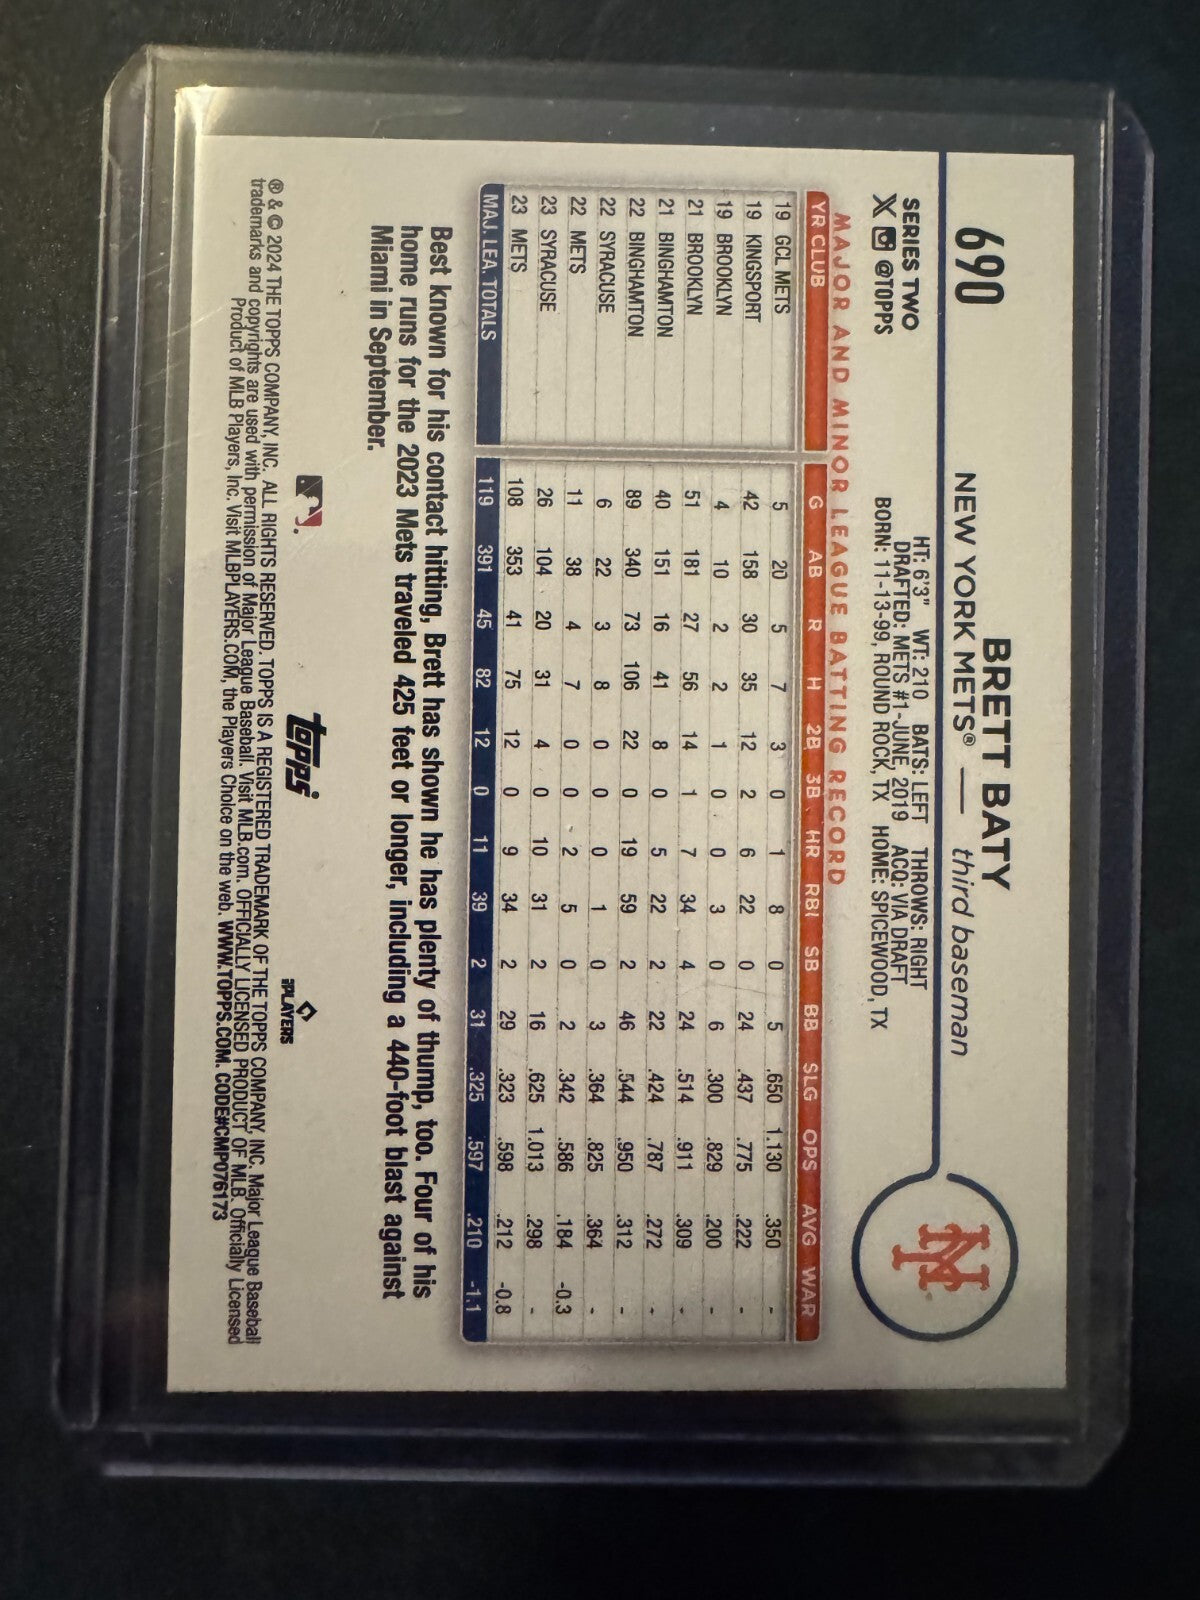 690
BRETT BATY
NEW YORK METS® — third baseman
SERIES TWO
X @TOPPS
HT: 6'3" WT: 210 BATS: LEFT THROWS: RIGHT
DRAFTED: METS #1-JUNE, 2019 ACQ: VIA DRAFT
BORN: 11-13-99, ROUND ROCK, TX HOME: SPICEWOOD, TX
NY
MAJOR AND MINOR LEAGUE BATTING RECORD
YR CLUB G AB R H 2B 3B HR RBI SB BB SLG OPS AVG WAR
19 GCL METS 5 20 5 7 3 0 1 8 0 5 .650 1.130 .350 -
19 KINGSPORT 42 158 30 35 12 2 6 22 0 24 .437 .775 .222 -
19 BROOKLYN 4 10 2 2 1 0 0 3 0 6 .300 .829 .200 -
21 BROOKLYN 51 181 27 56 14 1 7 34 4 24 .514 .911 .309 -
21 BINGHAMTON 40 151 16 41 8 0 5 22 2 22 .424 .787 .272 -
22 BINGHAMTON 89 340 73 106 22 0 19 59 2 46 .544 .950 .312 -
22 SYRACUSE 6 22 3 8 0 0 0 1 0 3 .364 .825 .364 -
22 METS 11 38 4 7 0 0 2 5 0 2 .342 .586 .184 -0.3
23 SYRACUSE 26 104 20 31 4 0 10 31 2 16 .625 1.013 .298 -
23 METS 108 353 41 75 12 0 9 34 2 29 .323 .598 .212 -0.8
MAJ. LEA. TOTALS 119 391 45 82 12 0 11 39 2 31 .325 .597 .210 -1.1
Best known for his contact hitting, Brett has shown he has plenty of thump, too. Four of his
home runs for the 2023 Mets traveled 425 feet or longer, including a 440-foot blast against
Miami in September.
topps
PLAYERS
® & © 2024 THE TOPPS COMPANY, INC. ALL RIGHTS RESERVED. TOPPS IS A REGISTERED TRADEMARK OF THE TOPPS COMPANY, INC. Major League Baseball
trademarks and copyrights are used with permission of Major League Baseball. Visit MLB.com. OFFICIALLY LICENSED PRODUCT OF MLB. Officially Licensed
Product of MLB Players, Inc. Visit MLBPLAYERS.COM, the Players Choice on the web. WWW.TOPPS.COM. CODE#CMP076173